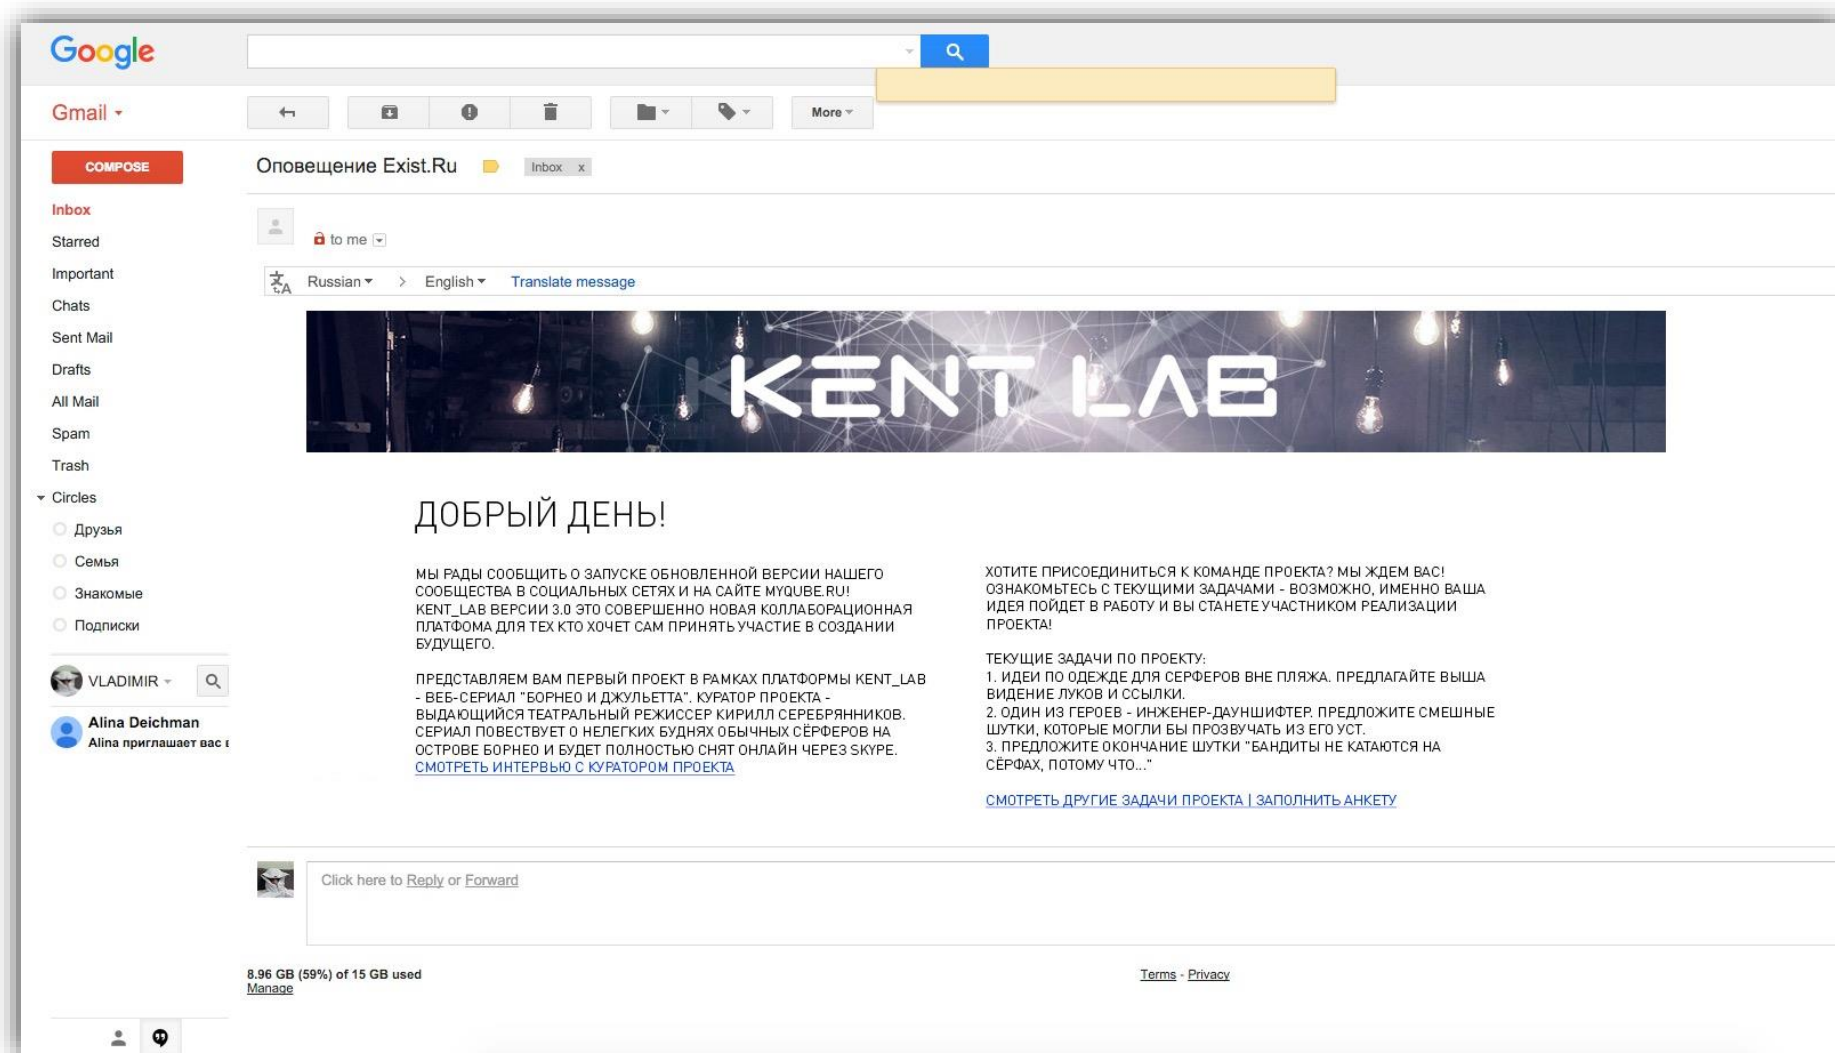 Google
Gmail
More
COMPOSE
Оповещение Exist.Ru
Inbox x
Inbox
Starred
Important
Chats
Sent Mail
Drafts
All Mail
Spam
Trash
Circles
Друзья
Семья
Знакомые
Подписки
VLADIMIR
Alina Deichman
Alina приглашает вас в
to me
Russian > English Translate message
KENT LAB
ДОБРЫЙ ДЕНЬ!
МЫ РАДЫ СООБЩИТЬ О ЗАПУСКЕ ОБНОВЛЕННОЙ ВЕРСИИ НАШЕГО
СООБЩЕСТВА В СОЦИАЛЬНЫХ СЕТЯХ И НА САЙТЕ MYQUBE.RU!
KENT_LAB ВЕРСИИ 3.0 ЭТО СОВЕРШЕННО НОВАЯ КОЛЛАБОРАЦИОННАЯ
ПЛАТФОМА ДЛЯ ТЕХ КТО ХОЧЕТ САМ ПРИНЯТЬ УЧАСТИЕ В СОЗДАНИИ
БУДУЩЕГО.
ПРЕДСТАВЛЯЕМ ВАМ ПЕРВЫЙ ПРОЕКТ В РАМКАХ ПЛАТФОРМЫ KENT_LAB
- ВЕБ-СЕРИАЛ "БОРНЕО И ДЖУЛЬЕТТА". КУРАТОР ПРОЕКТА -
ВЫДАЮЩИЙСЯ ТЕАТРАЛЬНЫЙ РЕЖИССЕР КИРИЛЛ СЕРЕБРЯННИКОВ.
СЕРИАЛ ПОВЕСТВУЕТ О НЕЛЕГКИХ БУДНЯХ ОБЫЧНЫХ СЁРФЕРОВ НА
ОСТРОВЕ БОРНЕО И БУДЕТ ПОЛНОСТЬЮ СНЯТ ОНЛАЙН ЧЕРЕЗ SKYPE.
СМОТРЕТЬ ИНТЕРВЬЮ С КУРАТОРОМ ПРОЕКТА
ХОТИТЕ ПРИСОЕДИНИТЬСЯ К КОМАНДЕ ПРОЕКТА? МЫ ЖДЕМ ВАС!
ОЗНАКОМЬТЕСЬ С ТЕКУЩИМИ ЗАДАЧАМИ - ВОЗМОЖНО, ИМЕННО ВАША
ИДЕЯ ПОЙДЕТ В РАБОТУ И ВЫ СТАНЕТЕ УЧАСТНИКОМ РЕАЛИЗАЦИИ
ПРОЕКТА!
ТЕКУЩИЕ ЗАДАЧИ ПО ПРОЕКТУ:
1. ИДЕИ ПО ОДЕЖДЕ ДЛЯ СЕРФЕРОВ ВНЕ ПЛЯЖА. ПРЕДЛАГАЙТЕ ВЫША
ВИДЕНИЕ ЛУКОВ И ССЫЛКИ.
2. ОДИН ИЗ ГЕРОЕВ - ИНЖЕНЕР-ДАУНШИФТЕР. ПРЕДЛОЖИТЕ СМЕШНЫЕ
ШУТКИ, КОТОРЫЕ МОГЛИ БЫ ПРОЗВУЧАТЬ ИЗ ЕГО УСТ.
3. ПРЕДЛОЖИТЕ ОКОНЧАНИЕ ШУТКИ "БАНДИТЫ НЕ КАТАЮТСЯ НА
СЁРФАХ, ПОТОМУ ЧТО..."
СМОТРЕТЬ ДРУГИЕ ЗАДАЧИ ПРОЕКТА | ЗАПОЛНИТЬ АНКЕТУ
Click here to Reply or Forward
8.96 GB (59%) of 15 GB used
Manage
Terms - Privacy